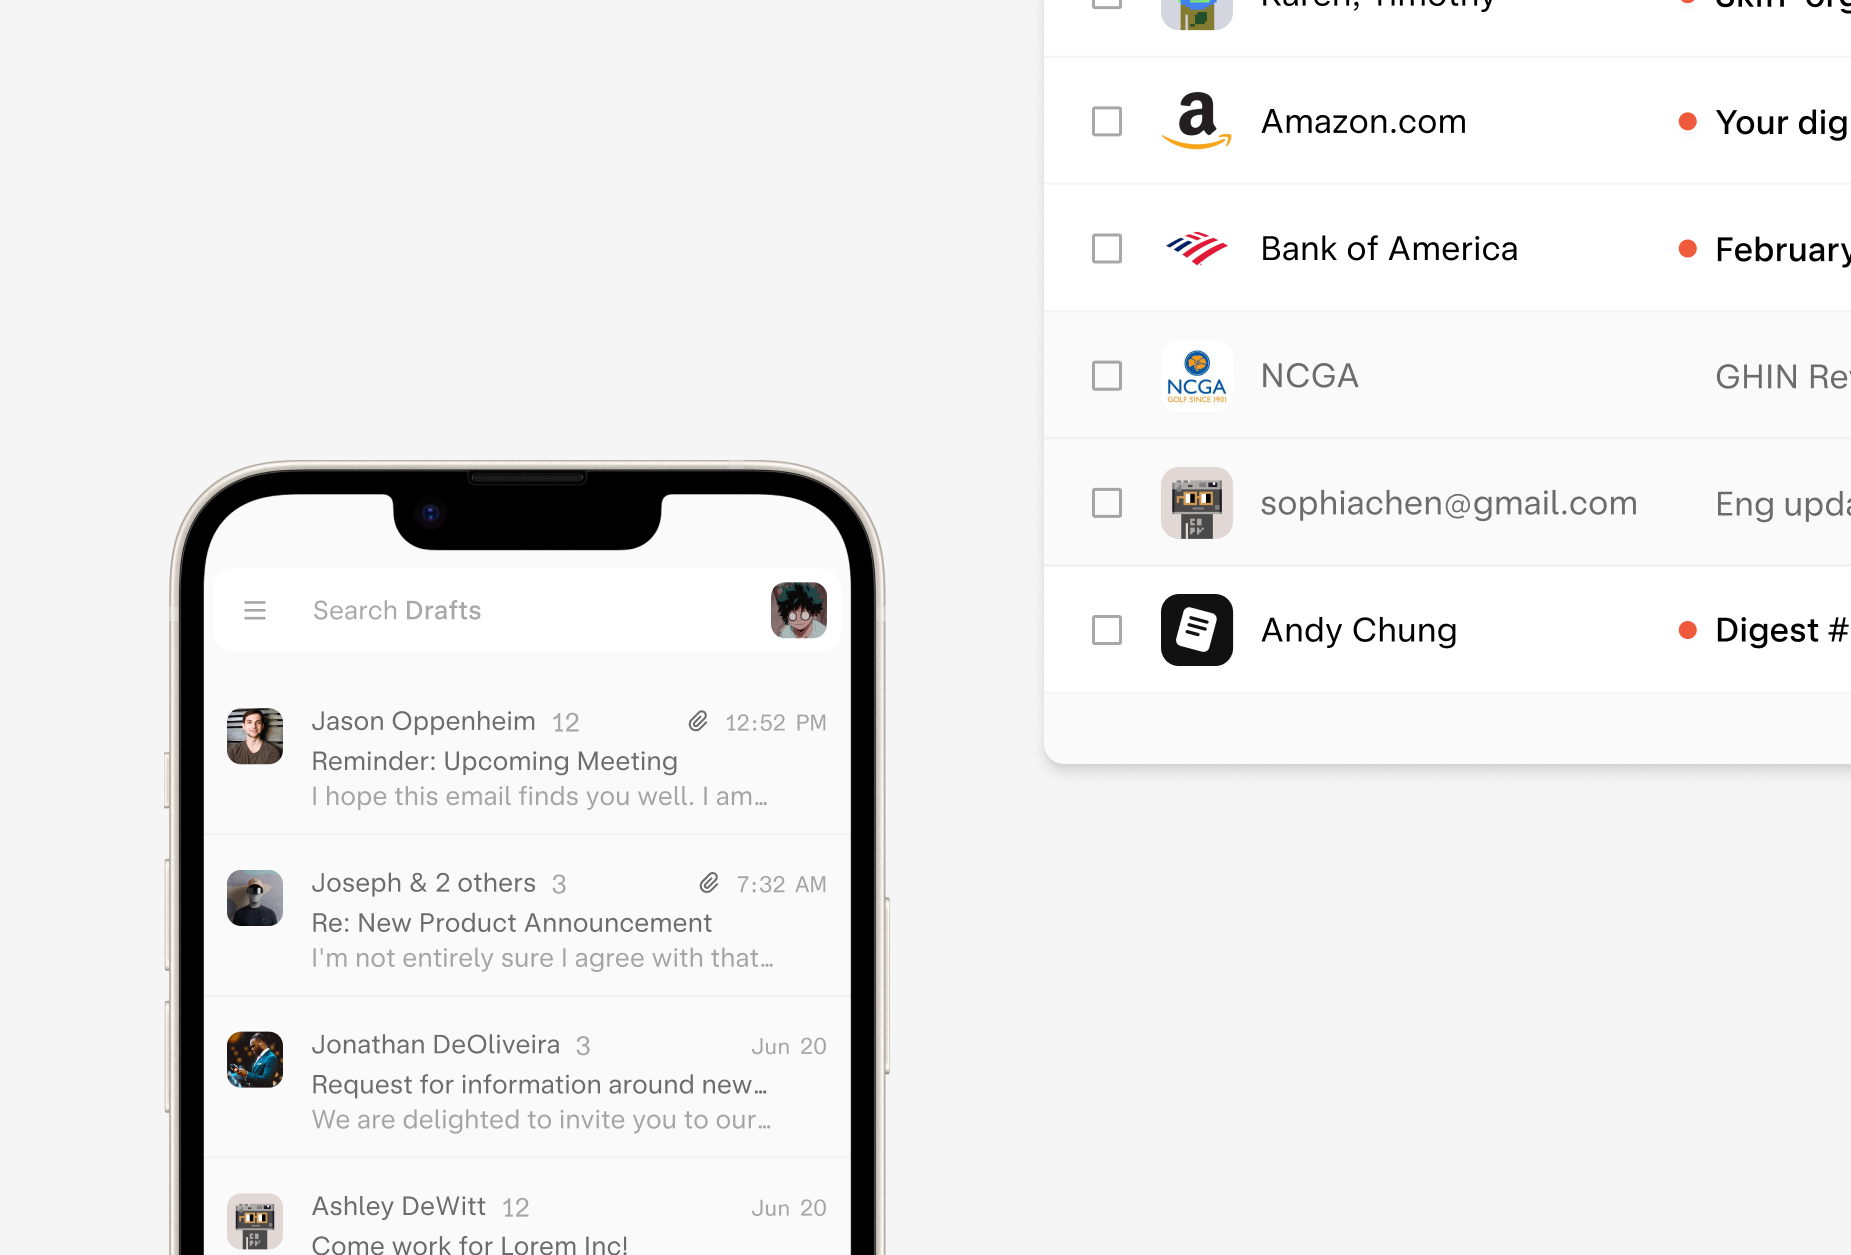 Karen, Timothy
Amazon.com
Your dig
Bank of America
February
NCGA
GOLF SINCE 1901
NCGA
GHIN Re
sophiachen@gmail.com
Eng upda
Andy Chung
Digest #
Search Drafts
Jason Oppenheim 12 12:52 PM
Reminder: Upcoming Meeting
I hope this email finds you well. I am…
Joseph & 2 others 3 7:32 AM
Re: New Product Announcement
I'm not entirely sure I agree with that…
Jonathan DeOliveira 3 Jun 20
Request for information around new…
We are delighted to invite you to our…
Ashley DeWitt 12 Jun 20
Come work for Lorem Inc!